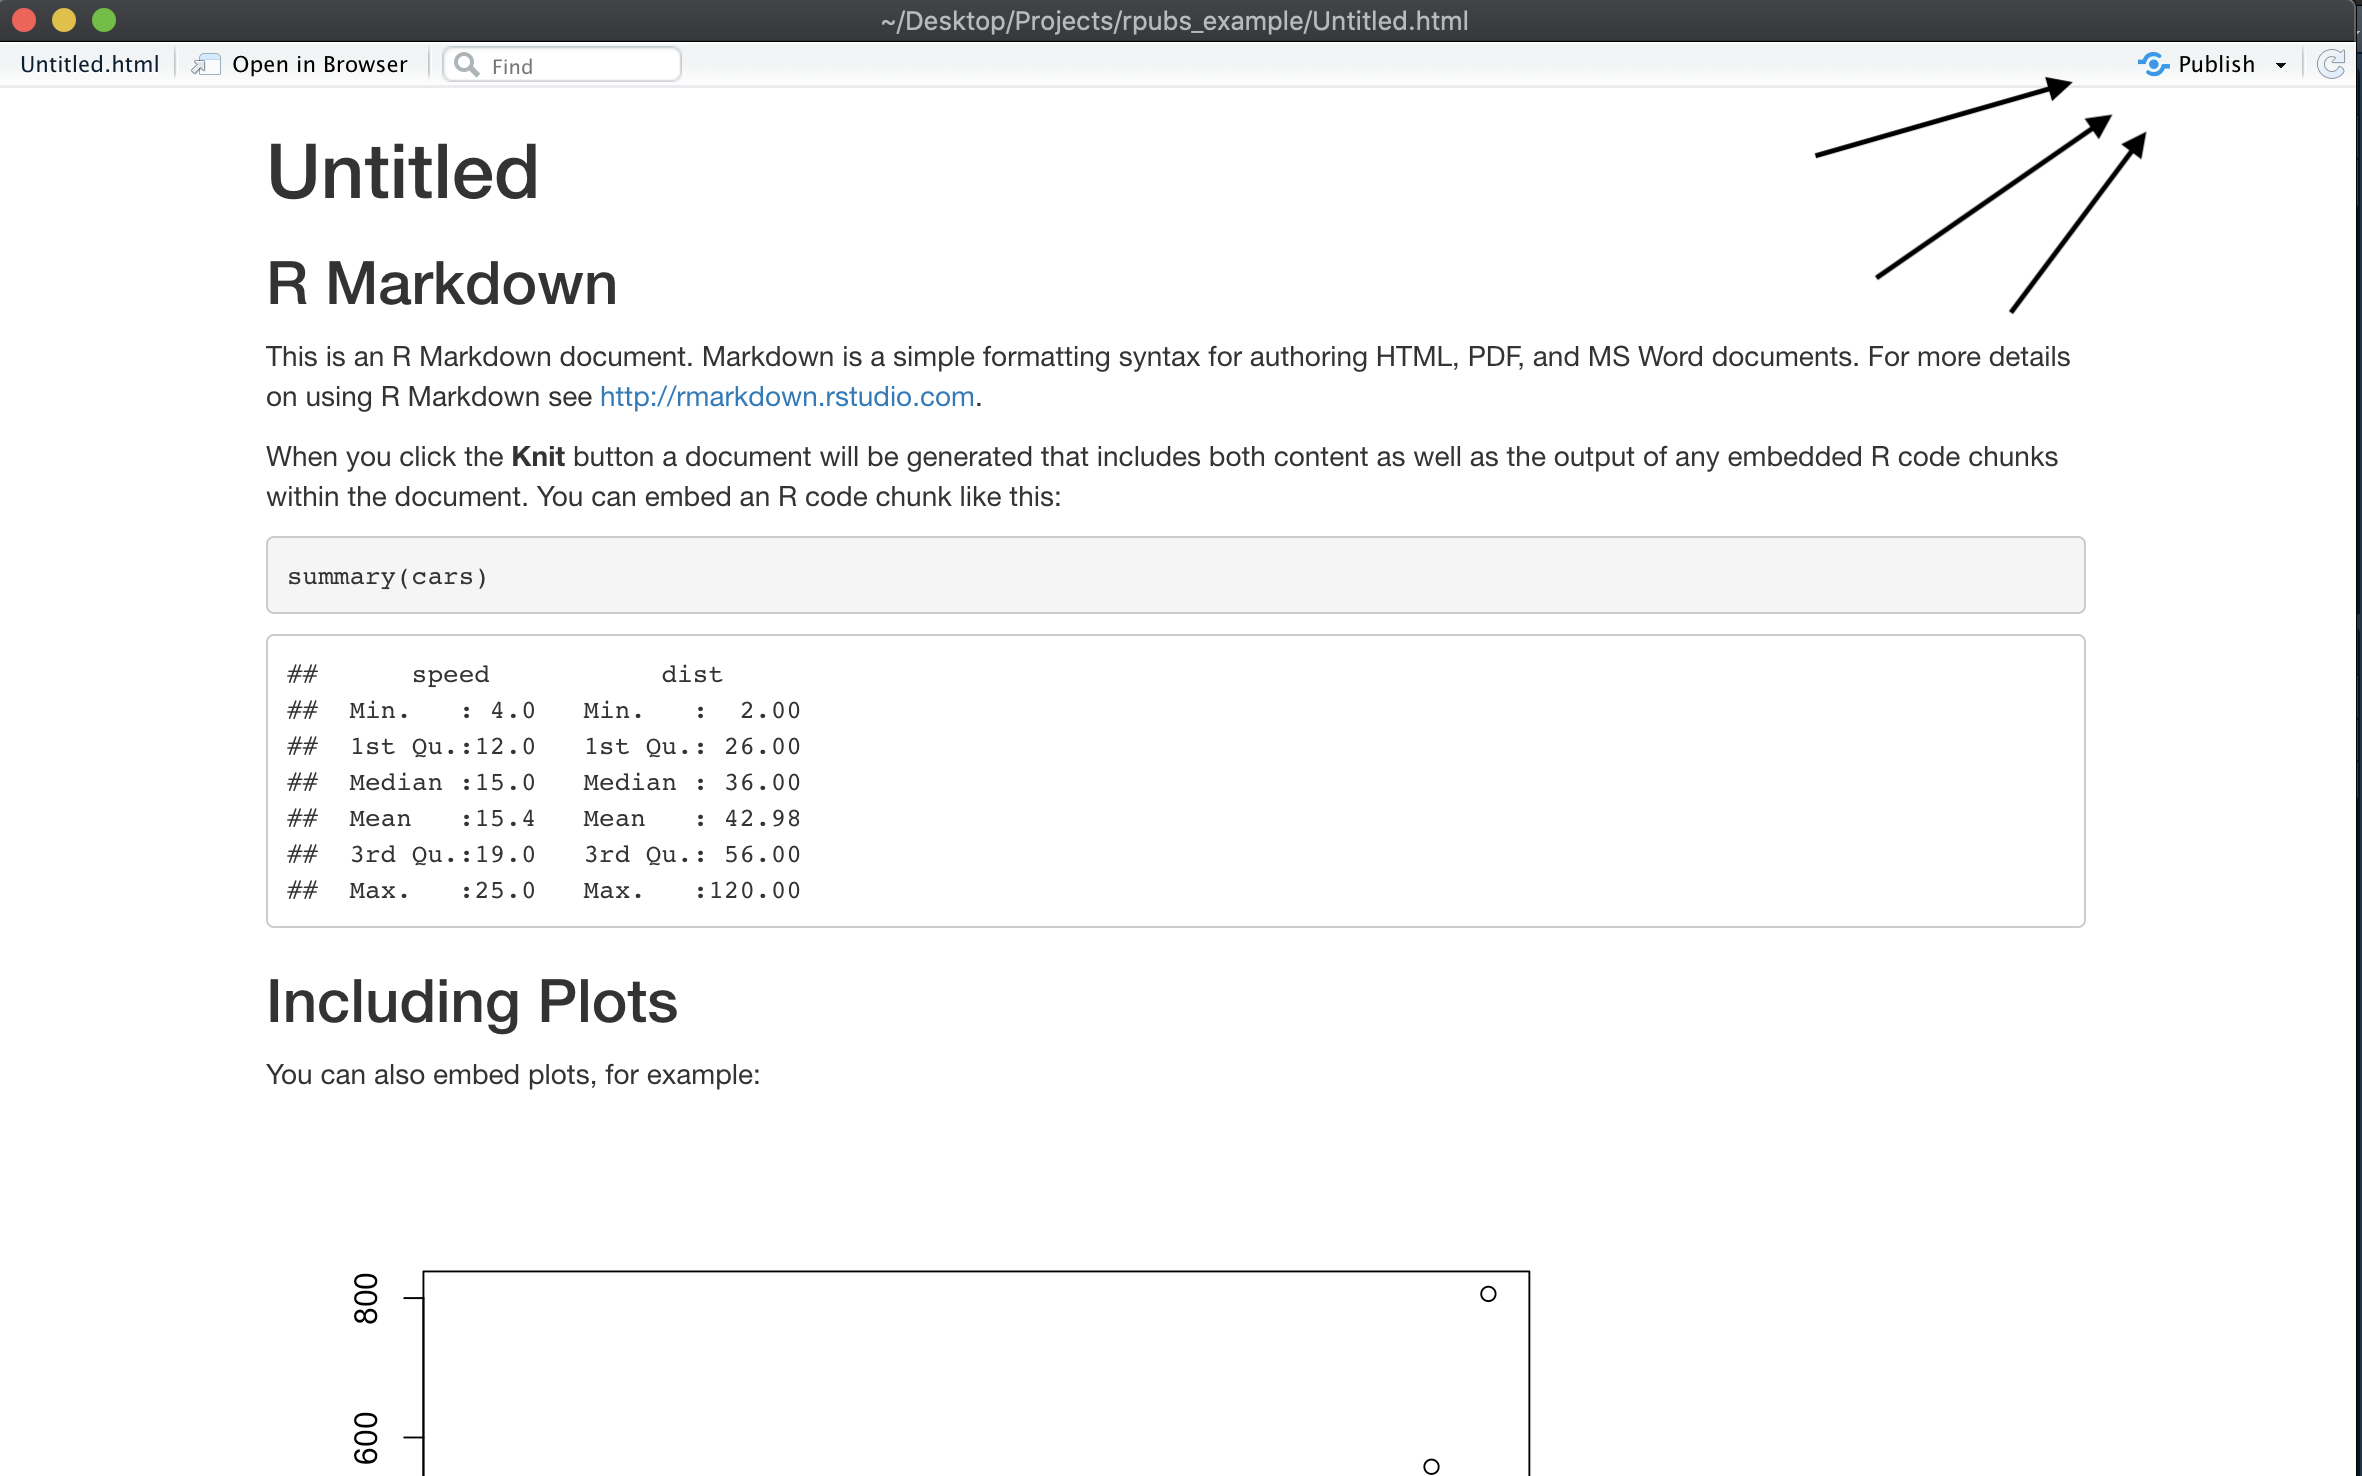 ~/Desktop/Projects/rpubs_example/Untitled.html
Untitled.html Open in Browser Find Publish
Untitled
R Markdown
This is an R Markdown document. Markdown is a simple formatting syntax for authoring HTML, PDF, and MS Word documents. For more details
on using R Markdown see http://rmarkdown.rstudio.com.
When you click the Knit button a document will be generated that includes both content as well as the output of any embedded R code chunks
within the document. You can embed an R code chunk like this:
summary(cars)
##      speed           dist
##  Min.   : 4.0   Min.   :  2.00
##  1st Qu.:12.0   1st Qu.: 26.00
##  Median :15.0   Median : 36.00
##  Mean   :15.4   Mean   : 42.98
##  3rd Qu.:19.0   3rd Qu.: 56.00
##  Max.   :25.0   Max.   :120.00
Including Plots
You can also embed plots, for example:
800
600